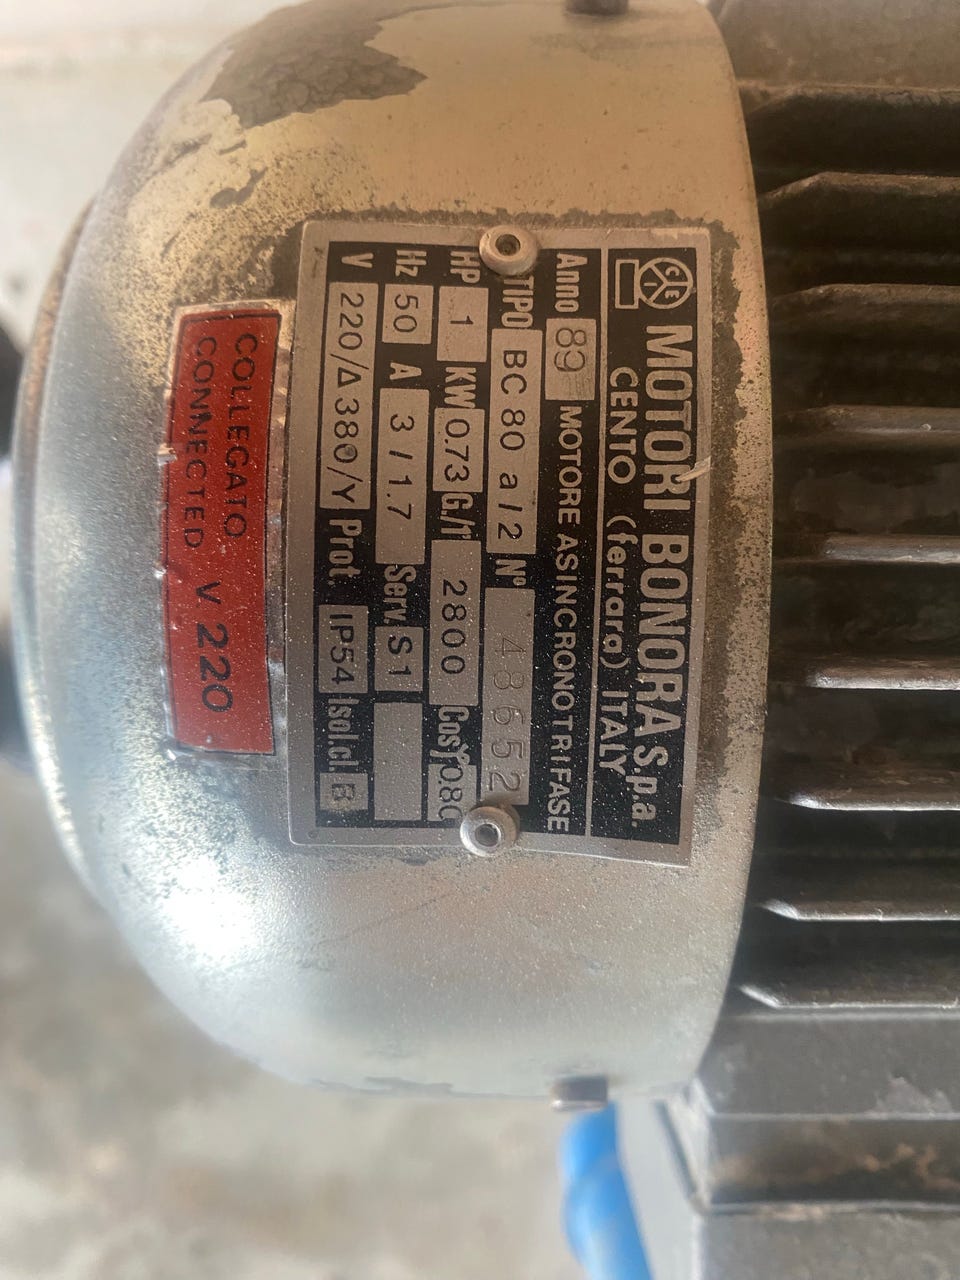 MOTORI BONORA S.p.a.
CENTO (ferrara) ITALY
Anno 89 MOTORE ASINCRONO TRIFASE
TIPO BC 80 a / 2 N° 48652
HP 1 KW 0.73 G./1' 2800 Cosφ 0.80
Hz 50 A 3 / 1.7 Serv. S1
V 220/Δ 380/Y Prot. IP54 Isol.cl. B
COLLEGATO
CONNECTED V. 220